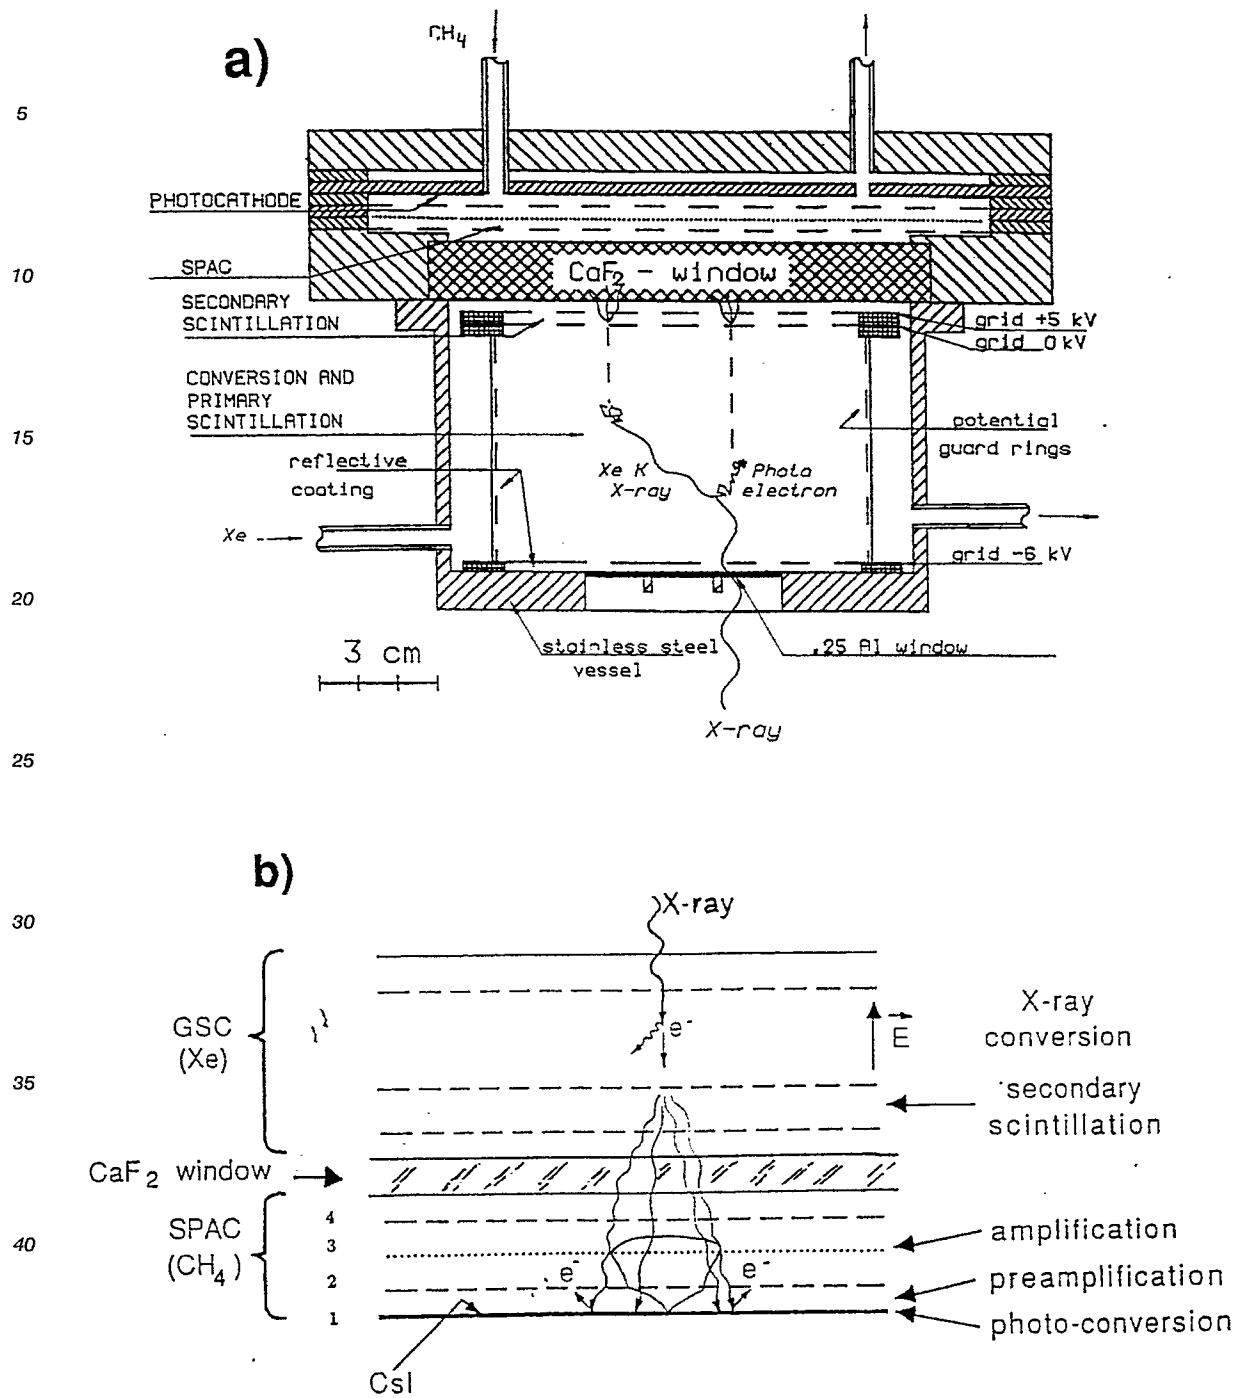 CH4
a)
5
PHOTOCATHODE
SPAC
10
CaF2 - window
SECONDARY
SCINTILLATION
grid +5 kV
grid 0 kV
CONVERSION AND
PRIMARY
SCINTILLATION
15
potential
guard rings
reflective
coating
Xe K
X-ray
Photo
electron
Xe
grid -6 kV
20
3 cm
stainless steel
vessel
.25 Al window
X-ray
25
b)
30
X-ray
GSC
(Xe)
e-
E
X-ray
conversion
35
secondary
scintillation
CaF2 window
SPAC
(CH4)
4
3
2
1
40
amplification
e-
e-
preamplification
photo-conversion
CsI